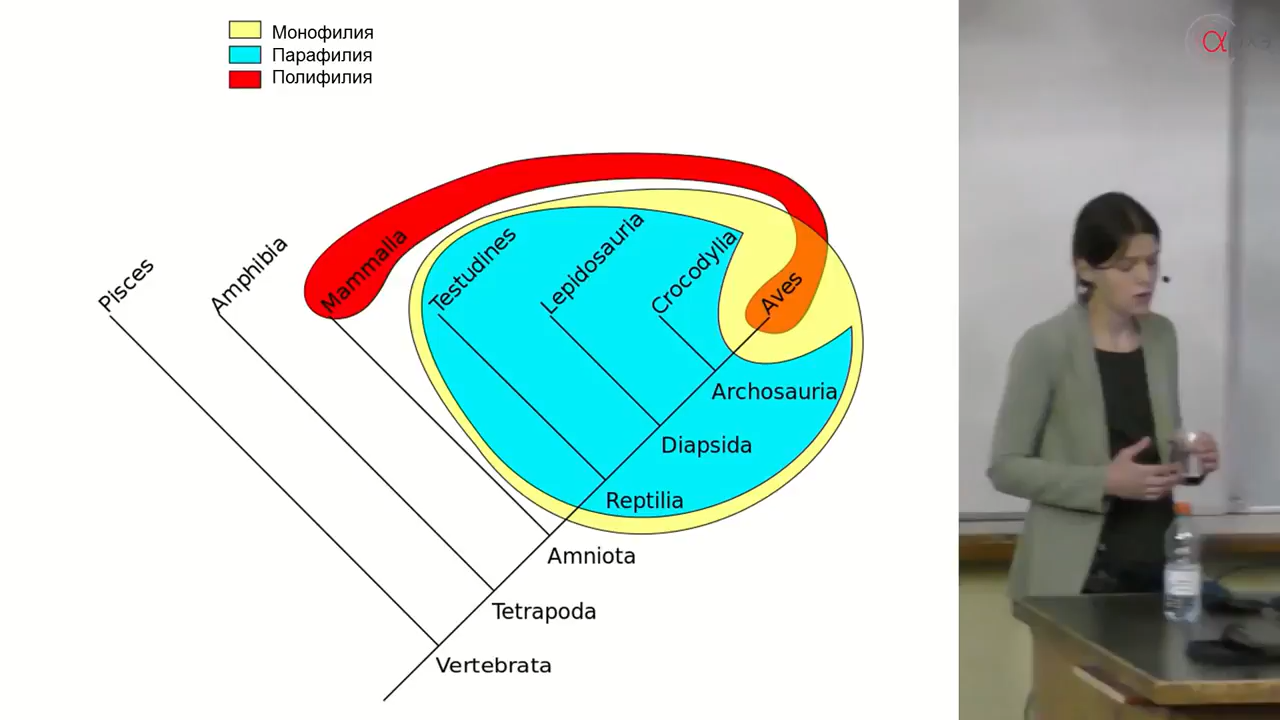 Монофилия
Парафилия
Полифилия
Pisces
Amphibia
Mammalia
Testudines
Lepidosauria
Crocodylia
Aves
Archosauria
Diapsida
Reptilia
Amniota
Tetrapoda
Vertebrata
α